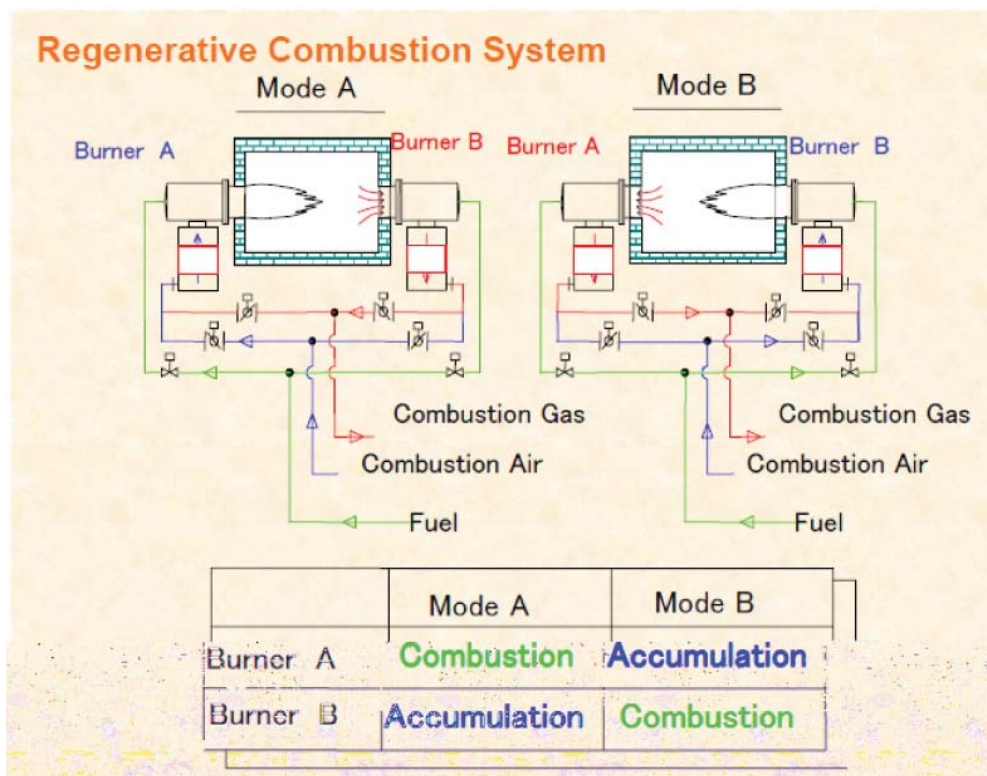 Regenerative Combustion System
Mode A
Mode B
Burner A
Burner B
Burner A
Burner B
Combustion Gas
Combustion Air
Fuel
Combustion Gas
Combustion Air
Fuel
Mode A Mode B
Burner A Combustion Accumulation
Burner B Accumulation Combustion